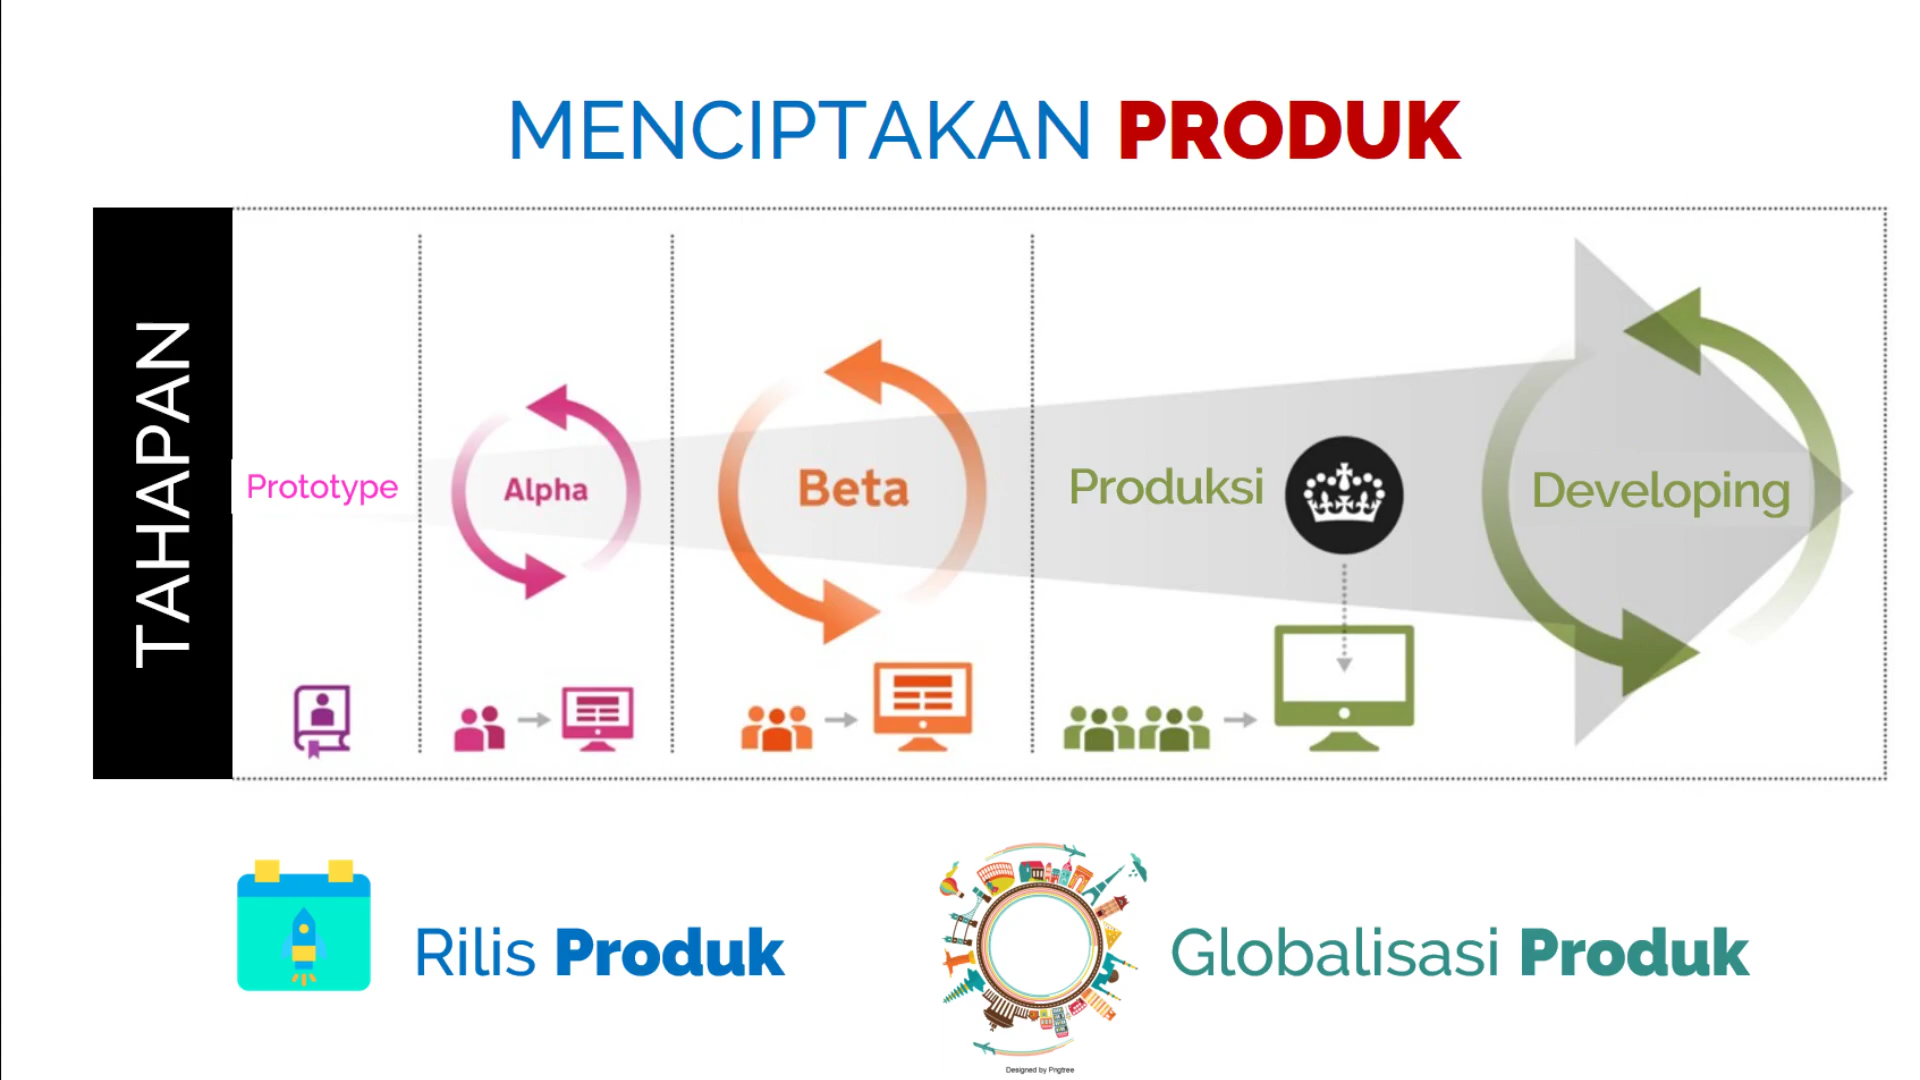 MENCIPTAKAN PRODUK
TAHAPAN
Prototype
Alpha
Beta
Produksi
Developing
Rilis Produk
Globalisasi Produk
Designed by Pngtree